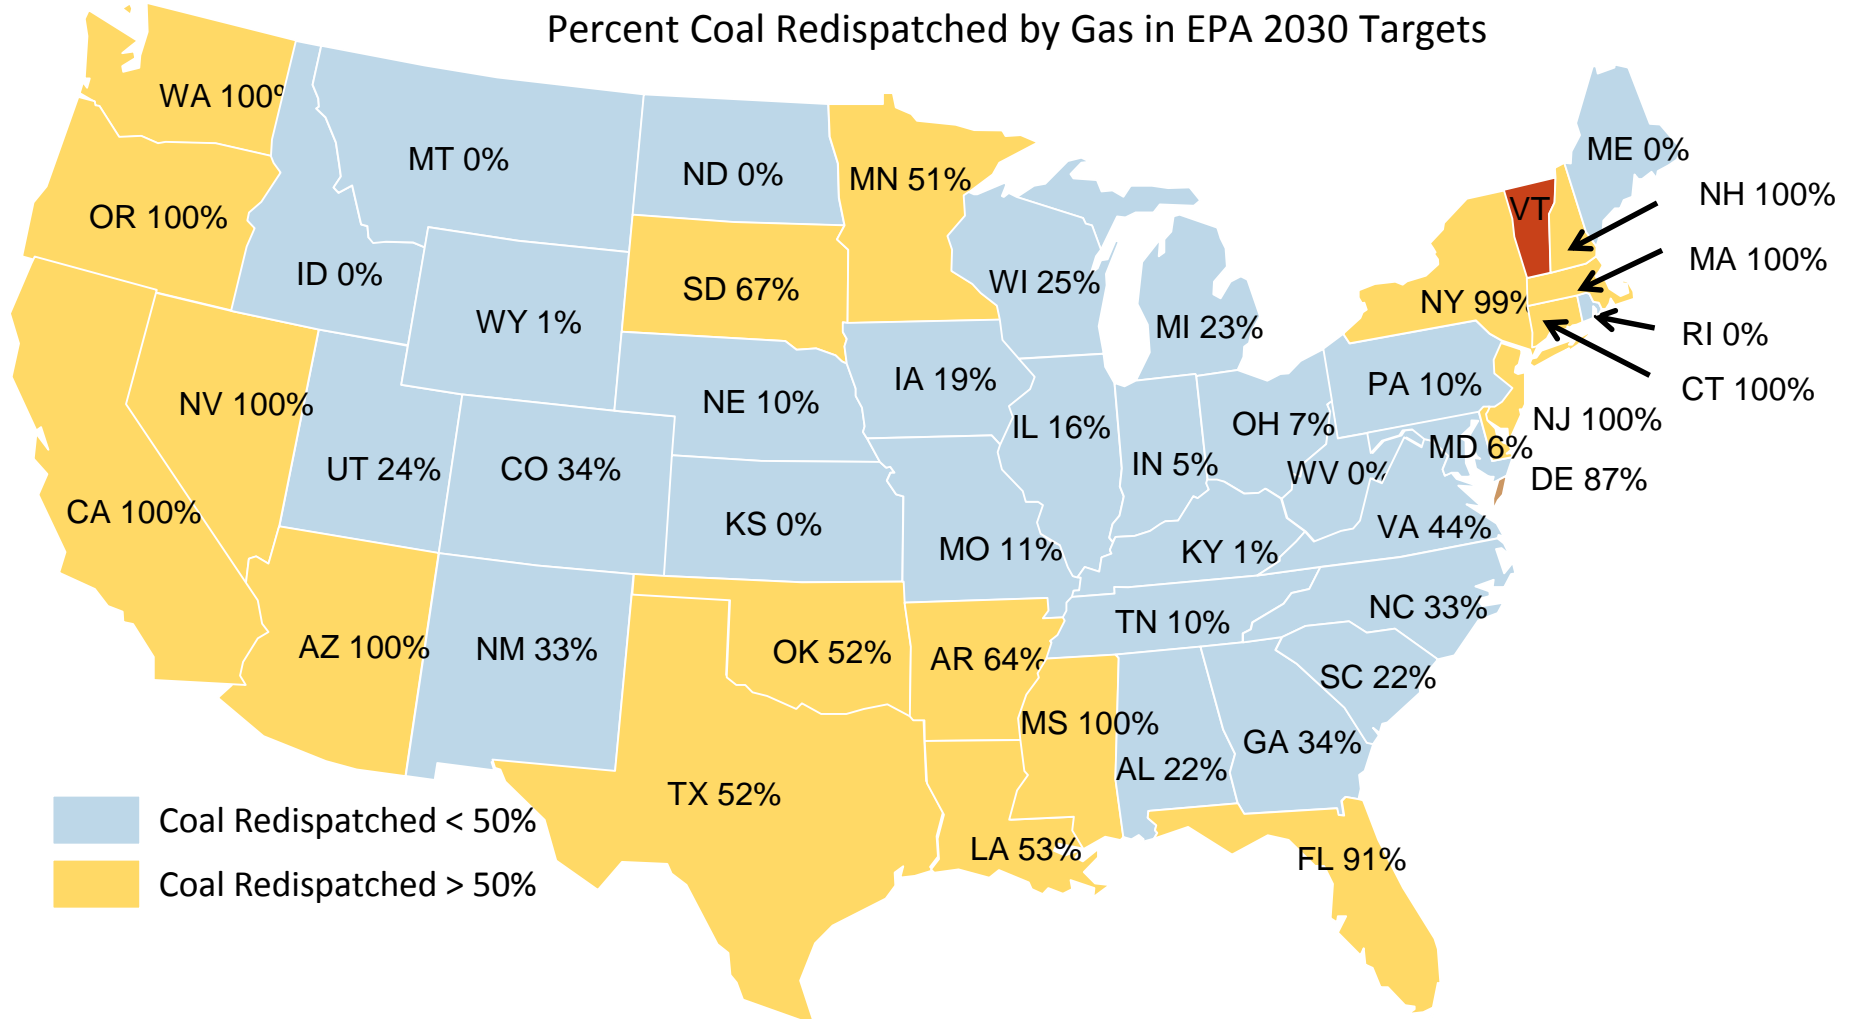 Percent Coal Redispatched by Gas in EPA 2030 Targets
WA 100%
MT 0%
ND 0%
MN 51%
ME 0%
NH 100%
OR 100%
VT
ID 0%
SD 67%
WI 25%
MA 100%
NY 99%
WY 1%
MI 23%
RI 0%
NV 100%
NE 10%
IA 19%
PA 10%
CT 100%
IL 16%
OH 7%
NJ 100%
UT 24%
CO 34%
IN 5%
WV 0%
MD 6%
DE 87%
CA 100%
KS 0%
MO 11%
KY 1%
VA 44%
AZ 100%
NM 33%
OK 52%
AR 64%
TN 10%
NC 33%
SC 22%
MS 100%
GA 34%
AL 22%
TX 52%
LA 53%
FL 91%
Coal Redispatched < 50%
Coal Redispatched > 50%